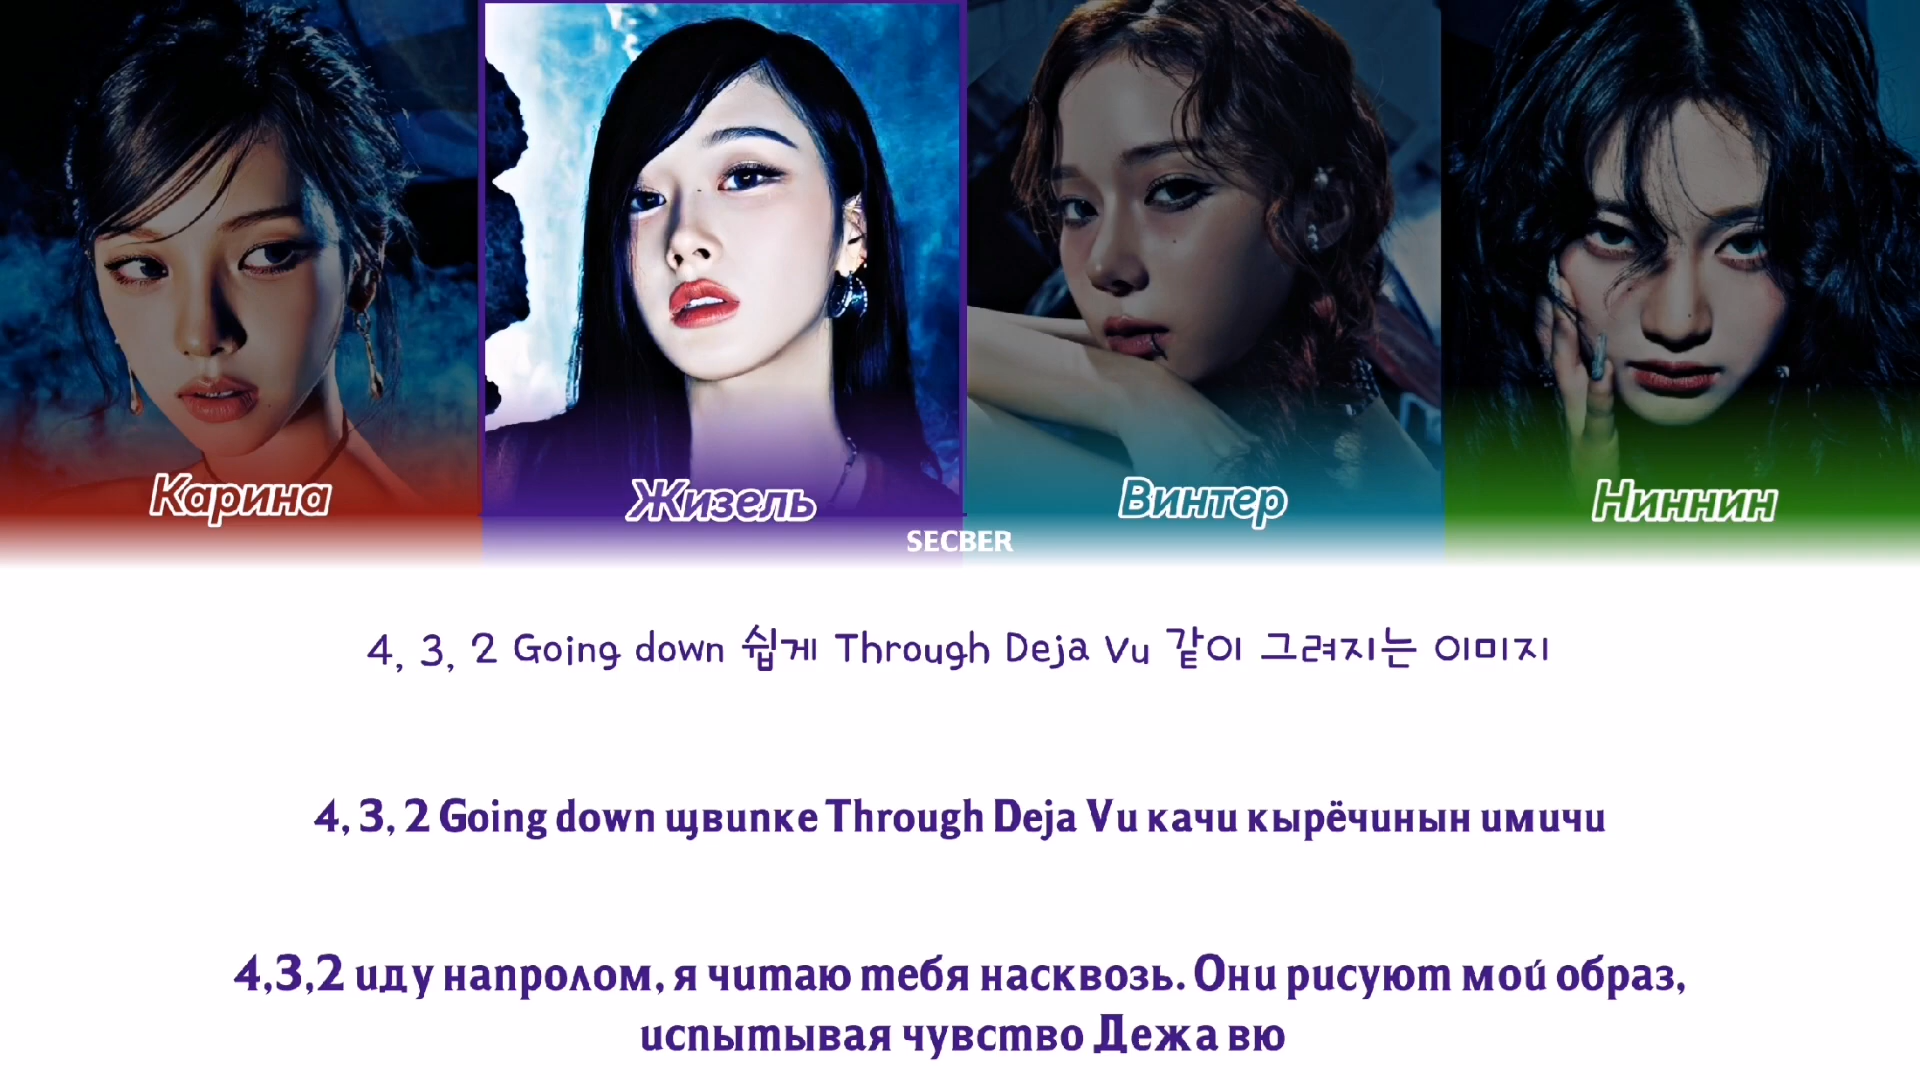 Карина
Жизель
Винтер
Ниннин
SECBER
4, 3, 2 Going down 쉽게 Through Deja Vu 같이 그려지는 이미지
4, 3, 2 Going down щвипке Through Deja Vu качи кырёчинын имичи
4,3,2 иду напролом, я читаю тебя насквозь. Они рисуют мой образ,
испытывая чувство Дежа вю